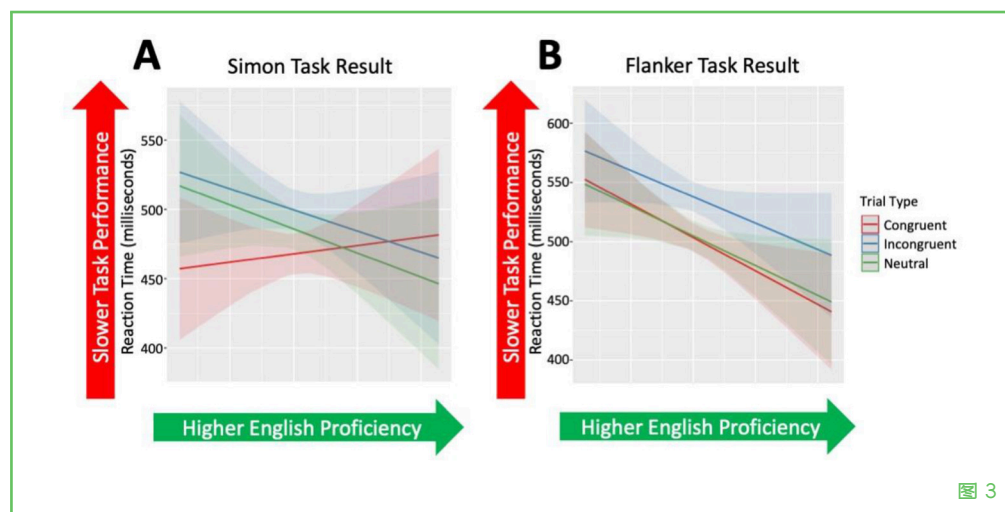 A
Simon Task Result
Slower Task Performance
Reaction Time (milliseconds)
550
500
450
400
Higher English Proficiency
B
Flanker Task Result
Slower Task Performance
Reaction Time (milliseconds)
600
550
500
450
400
Higher English Proficiency
Trial Type
Congruent
Incongruent
Neutral
图 3